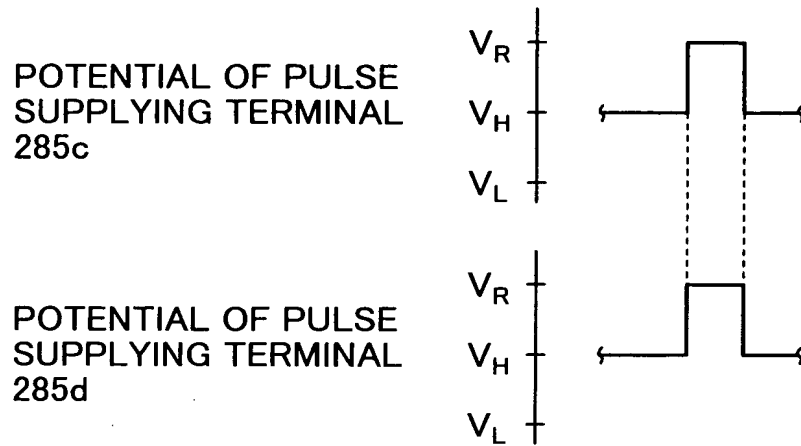 POTENTIAL OF PULSE
SUPPLYING TERMINAL
285c
V_R
V_H
V_L
POTENTIAL OF PULSE
SUPPLYING TERMINAL
285d
V_R
V_H
V_L